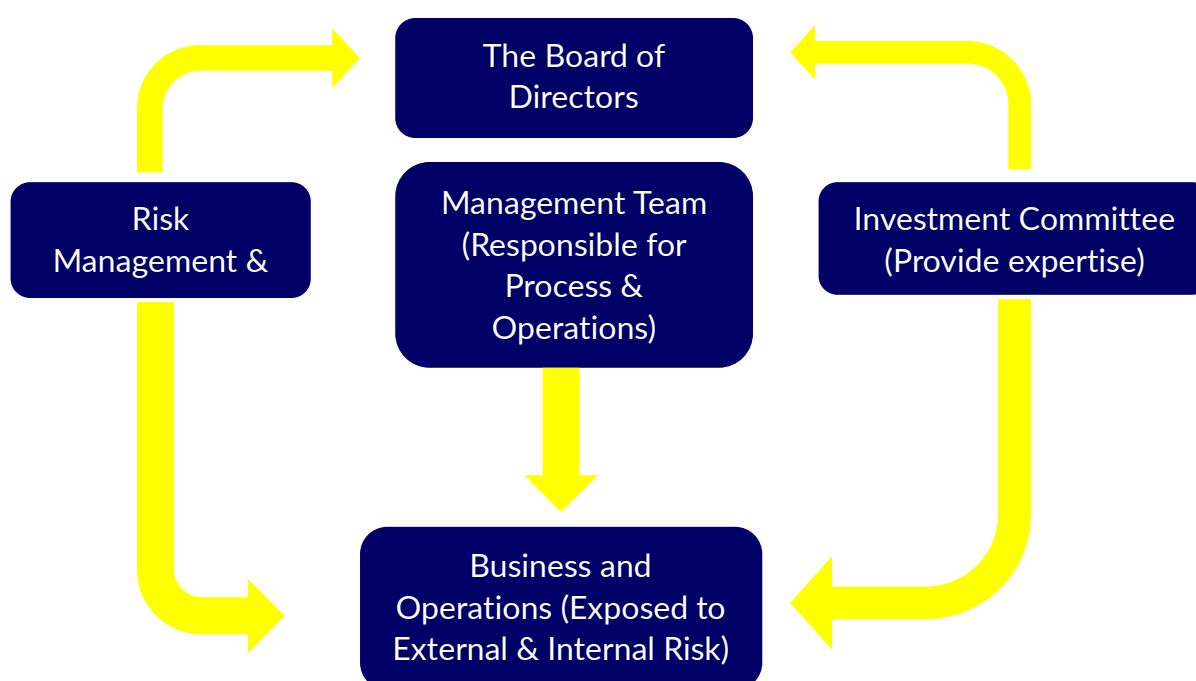 The Board of
Directors
Risk
Management &
Management Team
(Responsible for
Process &
Operations)
Investment Committee
(Provide expertise)
Business and
Operations (Exposed to
External & Internal Risk)